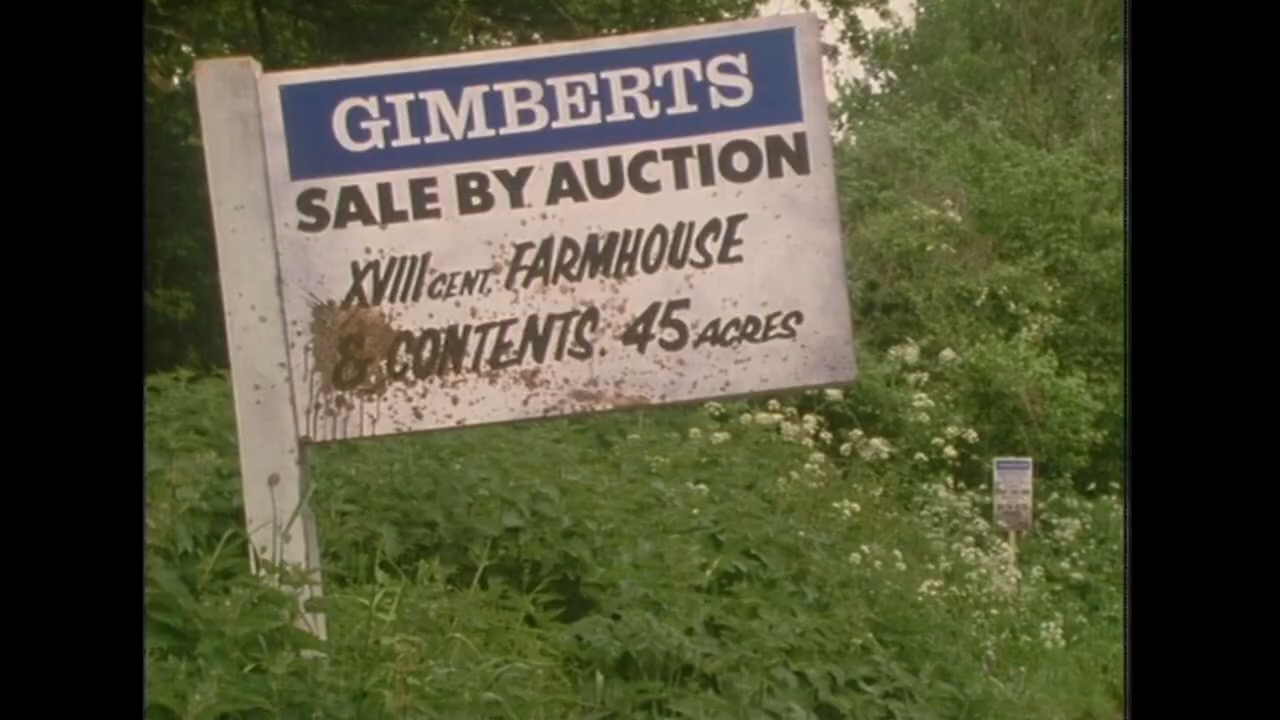 GIMBERTS
SALE BY AUCTION
XVIII CENT. FARMHOUSE
& CONTENTS. 45 ACRES